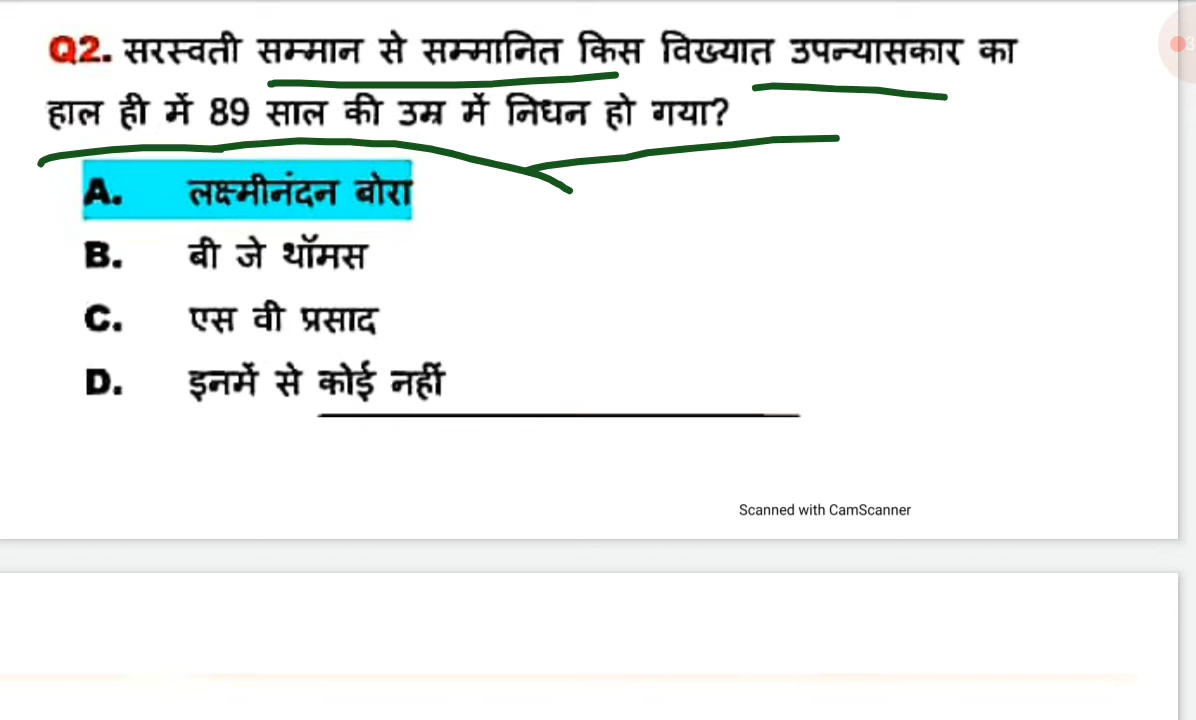 Q2. सरस्वती सम्मान से सम्मानित किस विख्यात उपन्यासकार का
हाल ही में 89 साल की उम्र में निधन हो गया?
A. लक्ष्मीनंदन बोरा
B. बी जे थॉमस
C. एस वी प्रसाद
D. इनमें से कोई नहीं
Scanned with CamScanner